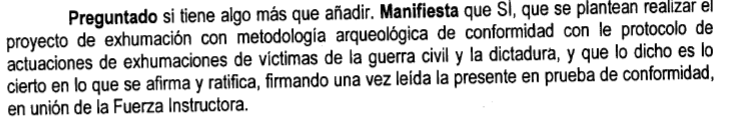 Preguntado si tiene algo más que añadir. Manifiesta que SÍ, que se plantean realizar el
proyecto de exhumación con metodología arqueológica de conformidad con le protocolo de
actuaciones de exhumaciones de víctimas de la guerra civil y la dictadura, y que lo dicho es lo
cierto en lo que se afirma y ratifica, firmando una vez leída la presente en prueba de conformidad,
en unión de la Fuerza Instructora.